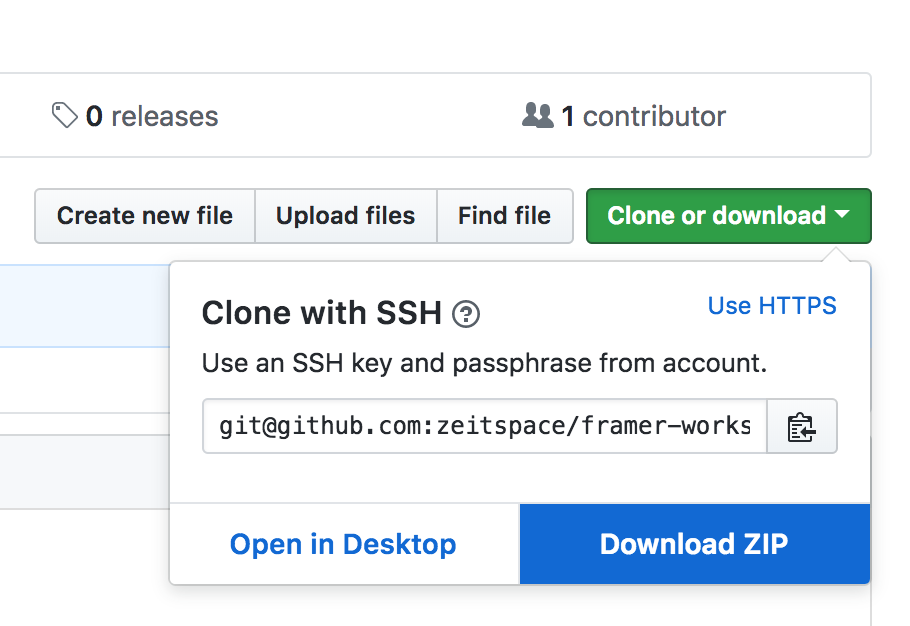 0 releases
1 contributor
Create new file
Upload files
Find file
Clone or download
Clone with SSH ?
Use HTTPS
Use an SSH key and passphrase from account.
git@github.com:zeitspace/framer-works
Open in Desktop
Download ZIP